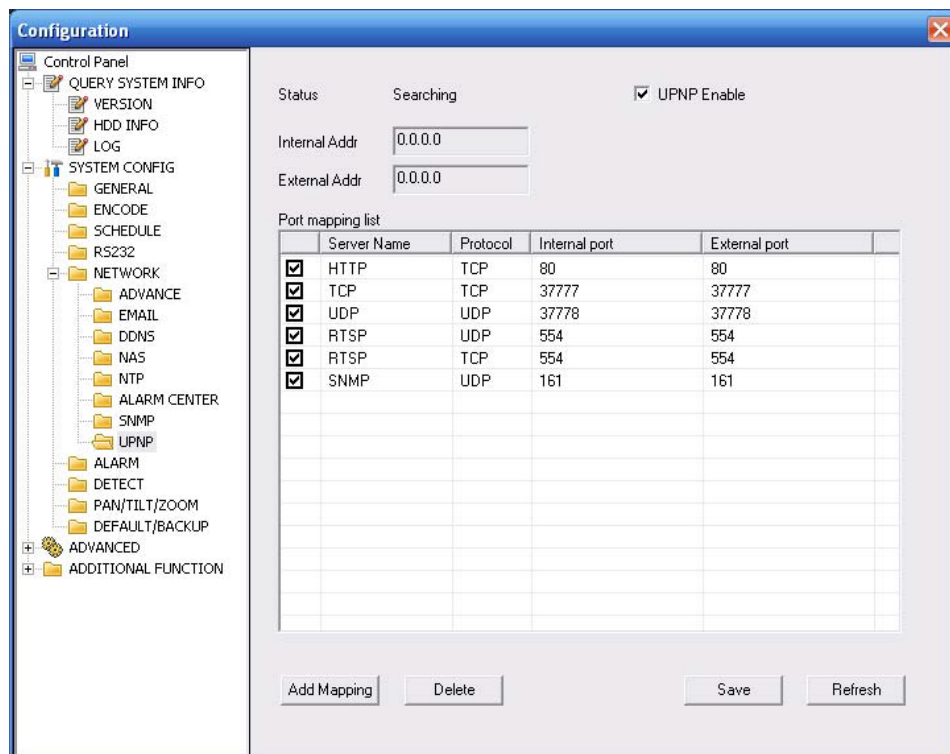 Configuration
Control Panel
QUERY SYSTEM INFO
VERSION
HDD INFO
LOG
SYSTEM CONFIG
GENERAL
ENCODE
SCHEDULE
RS232
NETWORK
ADVANCE
EMAIL
DDNS
NAS
NTP
ALARM CENTER
SNMP
UPNP
ALARM
DETECT
PAN/TILT/ZOOM
DEFAULT/BACKUP
ADVANCED
ADDITIONAL FUNCTION
Status Searching UPNP Enable
Internal Addr 0.0.0.0
External Addr 0.0.0.0
Port mapping list
Server Name Protocol Internal port External port
HTTP TCP 80 80
TCP TCP 37777 37777
UDP UDP 37778 37778
RTSP UDP 554 554
RTSP TCP 554 554
SNMP UDP 161 161
Add Mapping Delete Save Refresh